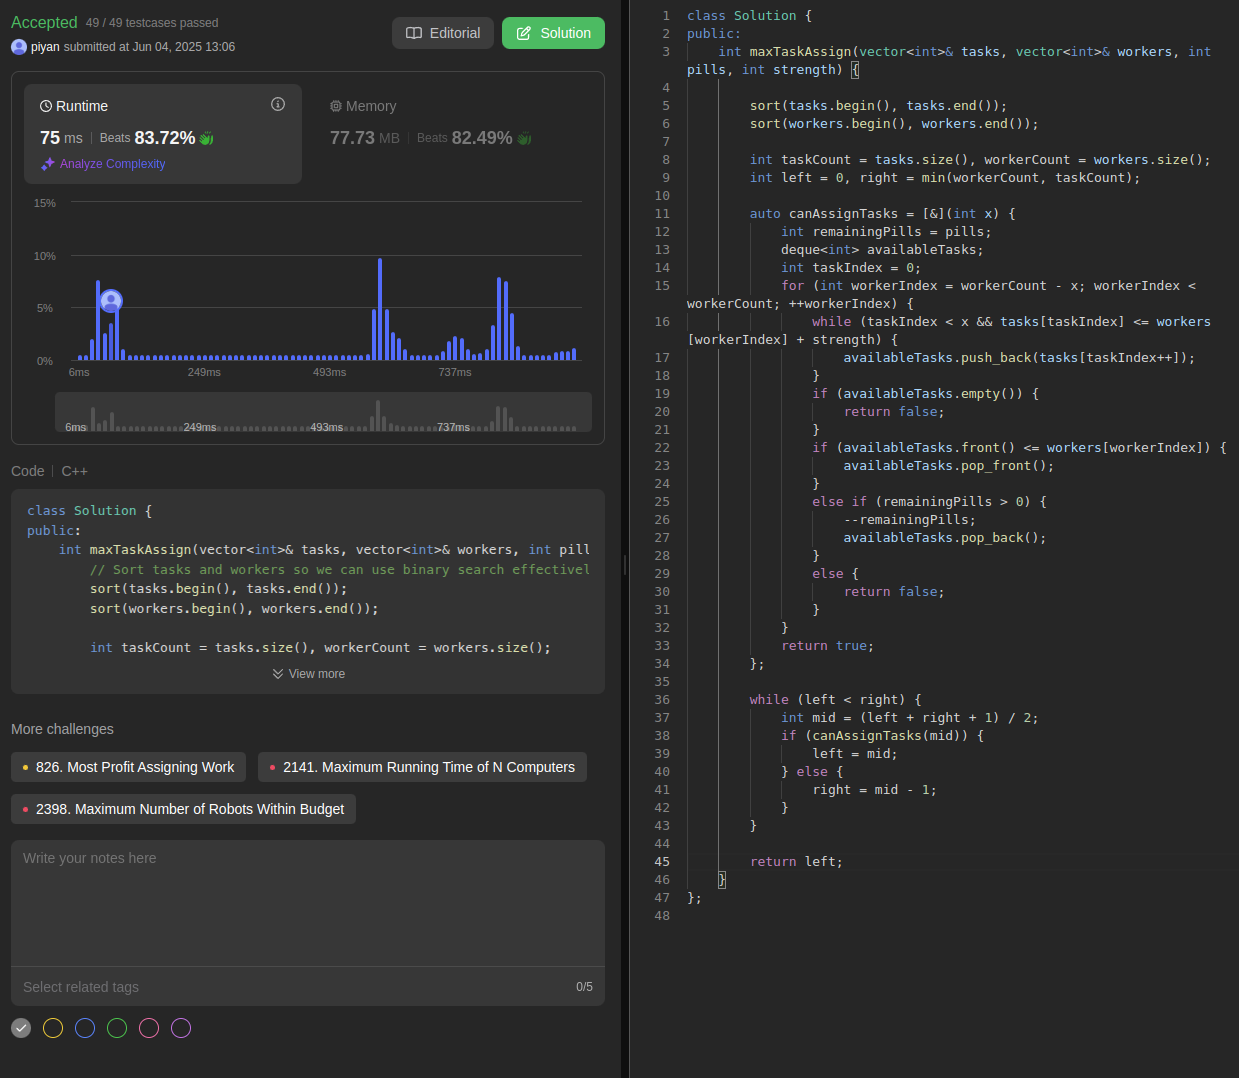 Accepted 49 / 49 testcases passed
piyan submitted at Jun 04, 2025 13:06
Editorial
Solution
Runtime
75 ms Beats 83.72%
Analyze Complexity
Memory
77.73 MB Beats 82.49%
15%
10%
5%
0%
6ms 249ms 493ms 737ms
6ms 249ms 493ms 737ms
Code C++
class Solution {
public:
    int maxTaskAssign(vector<int>& tasks, vector<int>& workers, int pill
        // Sort tasks and workers so we can use binary search effectivel
        sort(tasks.begin(), tasks.end());
        sort(workers.begin(), workers.end());

        int taskCount = tasks.size(), workerCount = workers.size();
View more
More challenges
826. Most Profit Assigning Work
2141. Maximum Running Time of N Computers
2398. Maximum Number of Robots Within Budget
Write your notes here
Select related tags 0/5
1 class Solution {
2 public:
3     int maxTaskAssign(vector<int>& tasks, vector<int>& workers, int
pills, int strength) {
4
5         sort(tasks.begin(), tasks.end());
6         sort(workers.begin(), workers.end());
7
8         int taskCount = tasks.size(), workerCount = workers.size();
9         int left = 0, right = min(workerCount, taskCount);
10
11         auto canAssignTasks = [&](int x) {
12             int remainingPills = pills;
13             deque<int> availableTasks;
14             int taskIndex = 0;
15             for (int workerIndex = workerCount - x; workerIndex <
workerCount; ++workerIndex) {
16                 while (taskIndex < x && tasks[taskIndex] <= workers
[workerIndex] + strength) {
17                     availableTasks.push_back(tasks[taskIndex++]);
18                 }
19                 if (availableTasks.empty()) {
20                     return false;
21                 }
22                 if (availableTasks.front() <= workers[workerIndex]) {
23                     availableTasks.pop_front();
24                 }
25                 else if (remainingPills > 0) {
26                     --remainingPills;
27                     availableTasks.pop_back();
28                 }
29                 else {
30                     return false;
31                 }
32             }
33             return true;
34         };
35
36         while (left < right) {
37             int mid = (left + right + 1) / 2;
38             if (canAssignTasks(mid)) {
39                 left = mid;
40             } else {
41                 right = mid - 1;
42             }
43         }
44
45         return left;
46     }
47 };
48